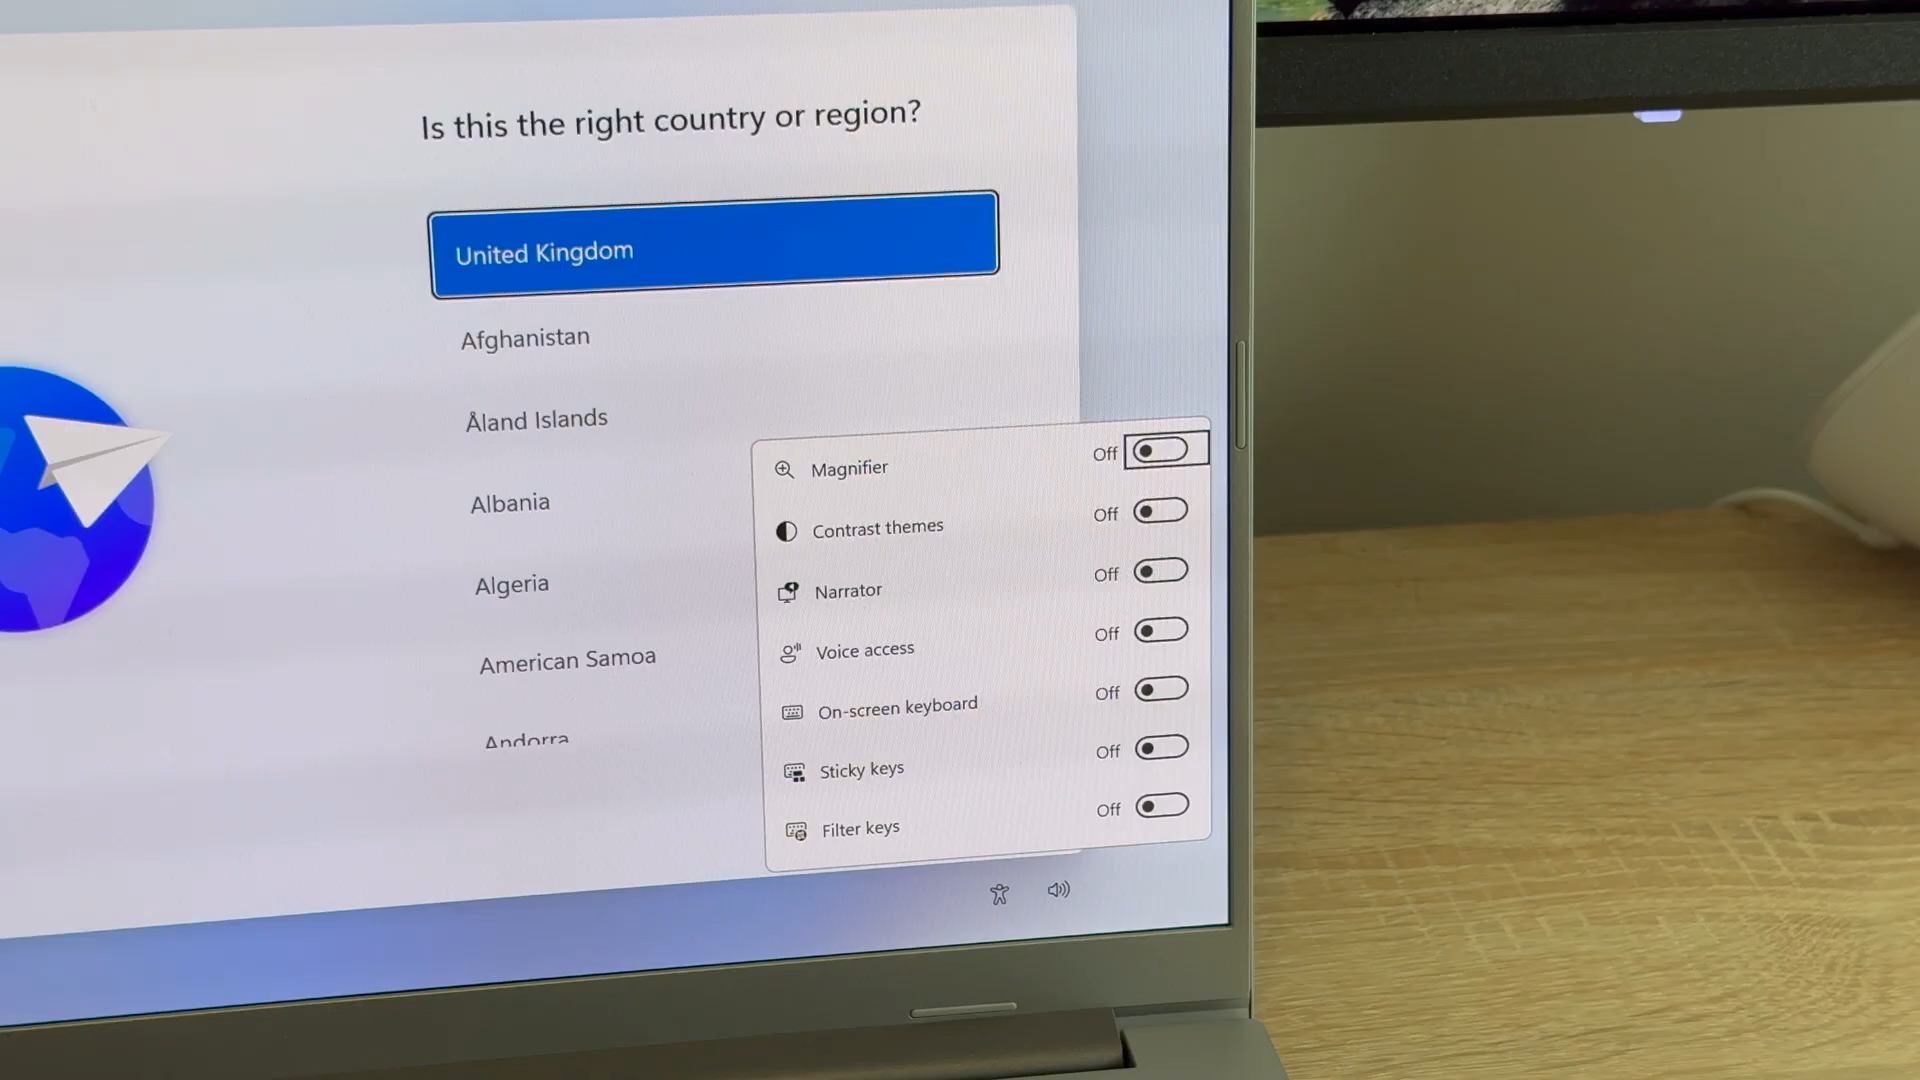 Is this the right country or region?
United Kingdom
Afghanistan
Åland Islands
Albania
Algeria
American Samoa
Andorra
Magnifier Off
Contrast themes Off
Narrator Off
Voice access Off
On-screen keyboard Off
Sticky keys Off
Filter keys Off